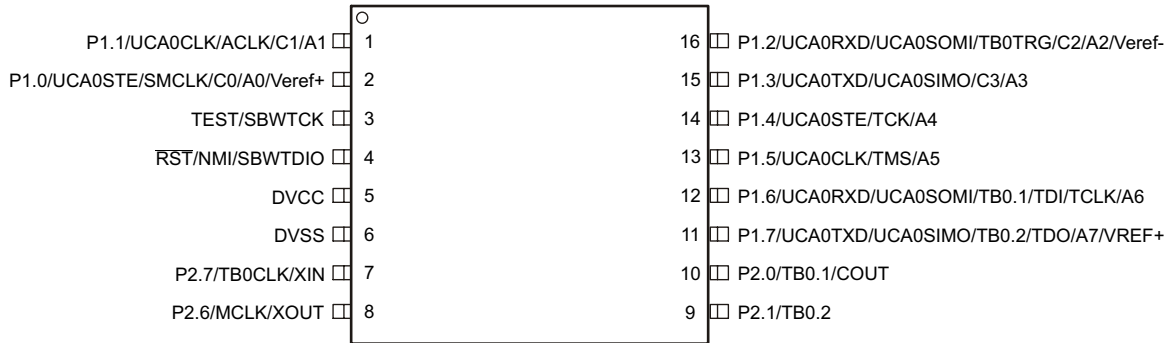 P1.1/UCA0CLK/ACLK/C1/A1 1 16 P1.2/UCA0RXD/UCA0SOMI/TB0TRG/C2/A2/Veref-
P1.0/UCA0STE/SMCLK/C0/A0/Veref+ 2 15 P1.3/UCA0TXD/UCA0SIMO/C3/A3
TEST/SBWTCK 3 14 P1.4/UCA0STE/TCK/A4
RST/NMI/SBWTDIO 4 13 P1.5/UCA0CLK/TMS/A5
DVCC 5 12 P1.6/UCA0RXD/UCA0SOMI/TB0.1/TDI/TCLK/A6
DVSS 6 11 P1.7/UCA0TXD/UCA0SIMO/TB0.2/TDO/A7/VREF+
P2.7/TB0CLK/XIN 7 10 P2.0/TB0.1/COUT
P2.6/MCLK/XOUT 8 9 P2.1/TB0.2